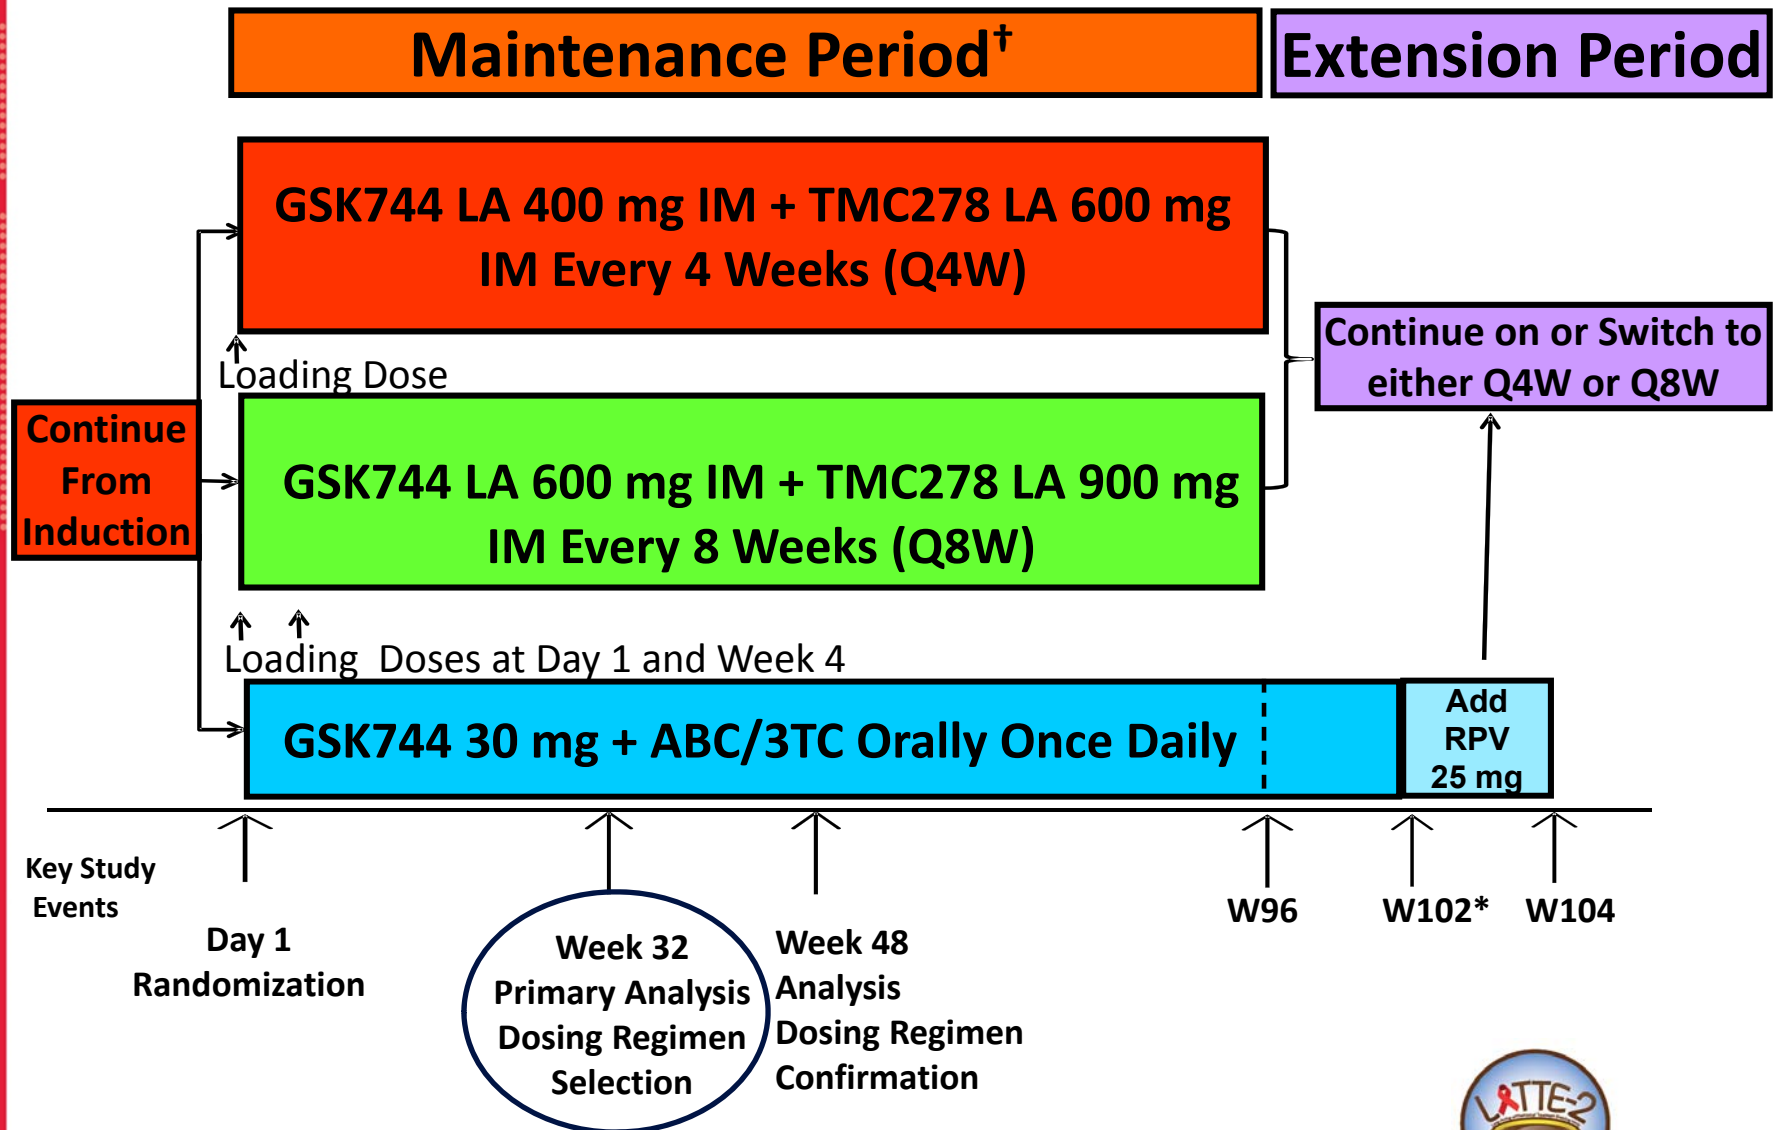 Maintenance Period†
Extension Period
GSK744 LA 400 mg IM + TMC278 LA 600 mg
IM Every 4 Weeks (Q4W)
Loading Dose
Continue on or Switch to
either Q4W or Q8W
Continue
From
Induction
GSK744 LA 600 mg IM + TMC278 LA 900 mg
IM Every 8 Weeks (Q8W)
Loading Doses at Day 1 and Week 4
GSK744 30 mg + ABC/3TC Orally Once Daily
Add
RPV
25 mg
Key Study
Events
Day 1
Randomization
Week 32
Primary Analysis
Dosing Regimen
Selection
Week 48
Analysis
Dosing Regimen
Confirmation
W96
W102*
W104
LATTE-2